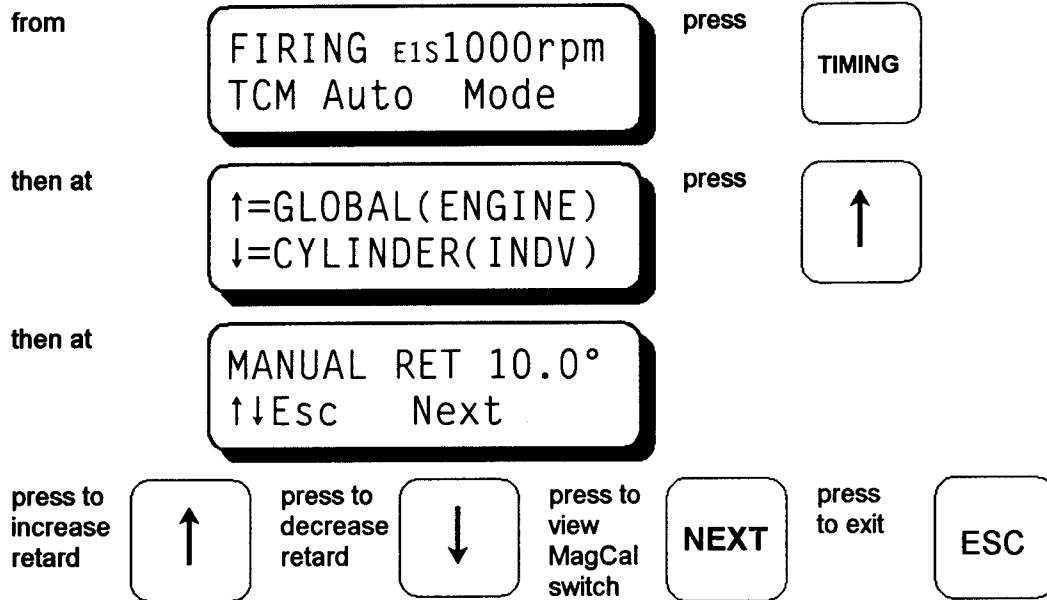 from
FIRING E1S1000rpm
TCM Auto Mode
press
TIMING
then at
↑=GLOBAL(ENGINE)
↓=CYLINDER(INDV)
press
↑
then at
MANUAL RET 10.0°
↑↓Esc Next
press to
increase
retard
↑
press to
decrease
retard
↓
press to
view
MagCal
switch
NEXT
press
to exit
ESC